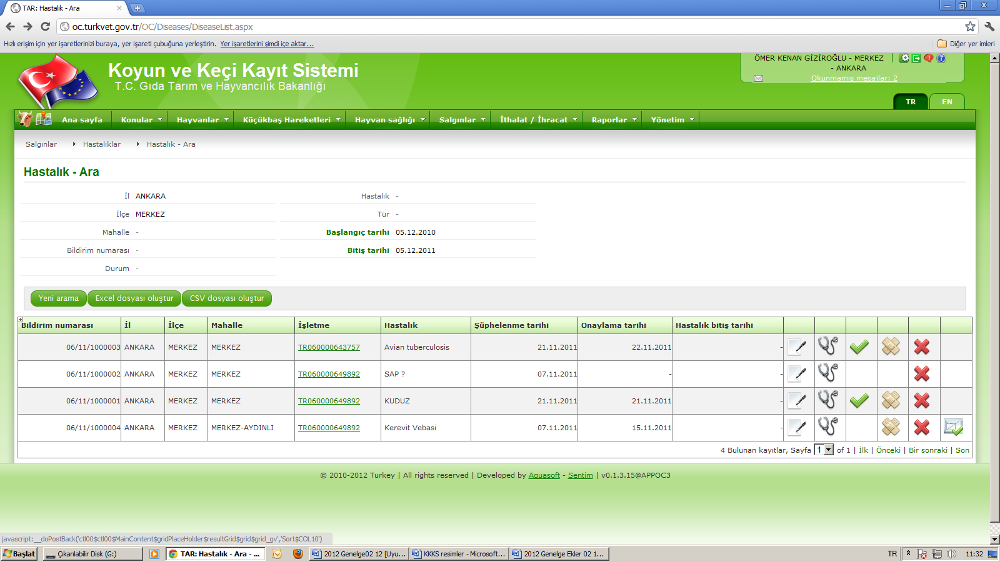 TAR: Hastalık - Ara
oc.turkvet.gov.tr/OC/Diseases/DiseaseList.aspx
Hızlı erişim için yer işaretlerinizi buraya, yer işareti çubuğuna yerleştirin. Yer işaretlerini şimdi içe aktar...
Diğer yer imleri
Koyun ve Keçi Kayıt Sistemi
T.C. Gıda Tarım ve Hayvancılık Bakanlığı
ÖMER KENAN GİZİROĞLU - MERKEZ
- ANKARA
Okunmamış mesajlar: 2
TR EN
Ana sayfa Konular Hayvanlar Küçükbaş Hareketleri Hayvan sağlığı Salgınlar İthalat / İhracat Raporlar Yönetim
Salgınlar Hastalıklar Hastalık - Ara
Hastalık - Ara
İl ANKARA Hastalık -
İlçe MERKEZ Tür -
Mahalle - Başlangıç tarihi 05.12.2010
Bildirim numarası - Bitiş tarihi 05.12.2011
Durum -
Yeni arama Excel dosyası oluştur CSV dosyası oluştur
Bildirim numarası İl İlçe Mahalle İşletme Hastalık Şüphelenme tarihi Onaylama tarihi Hastalık bitiş tarihi
06/11/1000003 ANKARA MERKEZ MERKEZ TR060000643757 Avian tuberculosis 21.11.2011 22.11.2011 -
06/11/1000002 ANKARA MERKEZ MERKEZ TR060000649892 SAP ? 07.11.2011 - -
06/11/1000001 ANKARA MERKEZ MERKEZ TR060000649892 KUDUZ 21.11.2011 21.11.2011 -
06/11/1000004 ANKARA MERKEZ MERKEZ-AYDINLI TR060000649892 Kerevit Vebasi 07.11.2011 15.11.2011 -
4 Bulunan kayıtlar, Sayfa 1 of 1 | İlk | Önceki | Bir sonraki | Son
© 2010-2012 Turkey | All rights reserved | Developed by Aquasoft - Sentim | v0.1.3.15@APPOC3
javascript:__doPostBack('ctl00$ctl00$MainContent$gridPlaceHolder$resultGrid$grid$grid_gv','Sort$COL10')
Başlat Çıkarılabilir Disk (G:) TAR: Hastalık - Ara - ... 2012 Genelge02 12 [Uyu... KKKS resimler - Microsoft... 2012 Genelge Ekler 02 1... TR 11:32